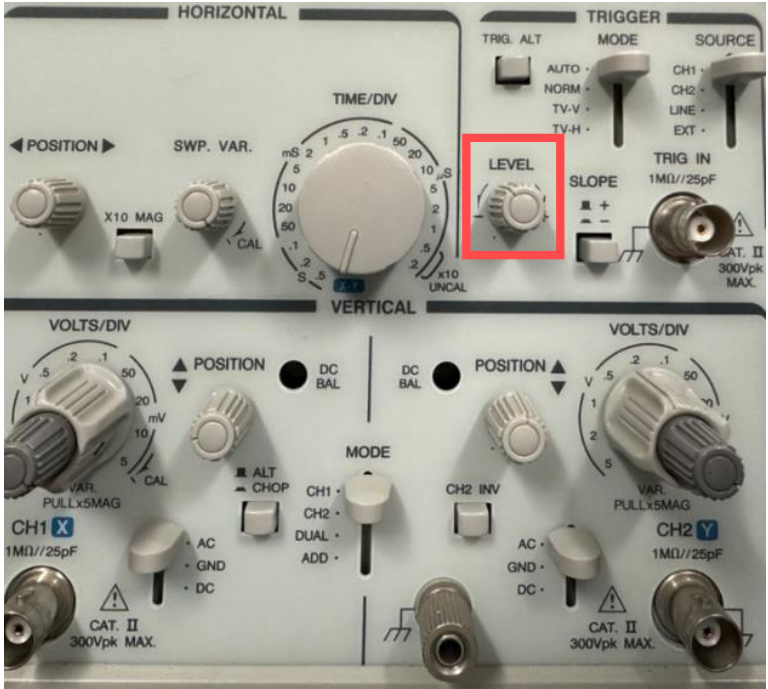 HORIZONTAL
◀ POSITION ▶
SWP. VAR.
TIME/DIV
X10 MAG
CAL
mS
.5 .2 .1 50 20 10
1
2
5
10
20
50
.1
.2
S .5
X-Y
µS
5
2
1
.5
.2
x10
UNCAL
TRIGGER
TRIG. ALT
MODE
SOURCE
AUTO
NORM
TV-V
TV-H
CH1
CH2
LINE
EXT
LEVEL
SLOPE
+
−
TRIG IN
1MΩ//25pF
CAT. II
300Vpk
MAX.
VERTICAL
VOLTS/DIV
V
.5 .2 .1 50
1
20
mV
10
5
CAL
VAR.
PULLx5MAG
▲ POSITION
▼
DC
BAL
ALT
CHOP
MODE
CH1
CH2
DUAL
ADD
CH1 X
1MΩ//25pF
AC
GND
DC
CAT. II
300Vpk MAX.
DC
BAL
POSITION ▲
▼
CH2 INV
VOLTS/DIV
V
.5 .2 .1 50
1
2
5
VAR.
PULLx5MAG
CH2 Y
1MΩ//25pF
AC
GND
DC
CAT. II
300Vpk MAX.